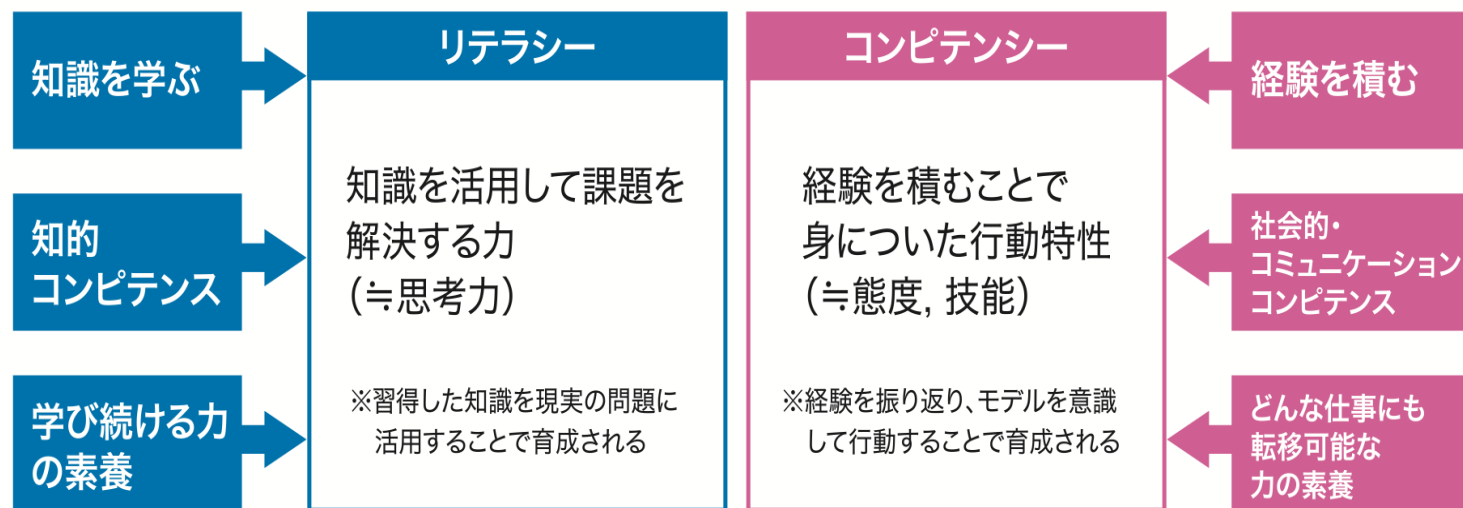 知識を学ぶ
知的
コンピテンス
学び続ける力
の素養
リテラシー
知識を活用して課題を
解決する力
（≒思考力）
※習得した知識を現実の問題に
活用することで育成される
コンピテンシー
経験を積むことで
身についた行動特性
（≒態度, 技能）
※経験を振り返り、モデルを意識
して行動することで育成される
経験を積む
社会的・
コミュニケーション
コンピテンス
どんな仕事にも
転移可能な
力の素養